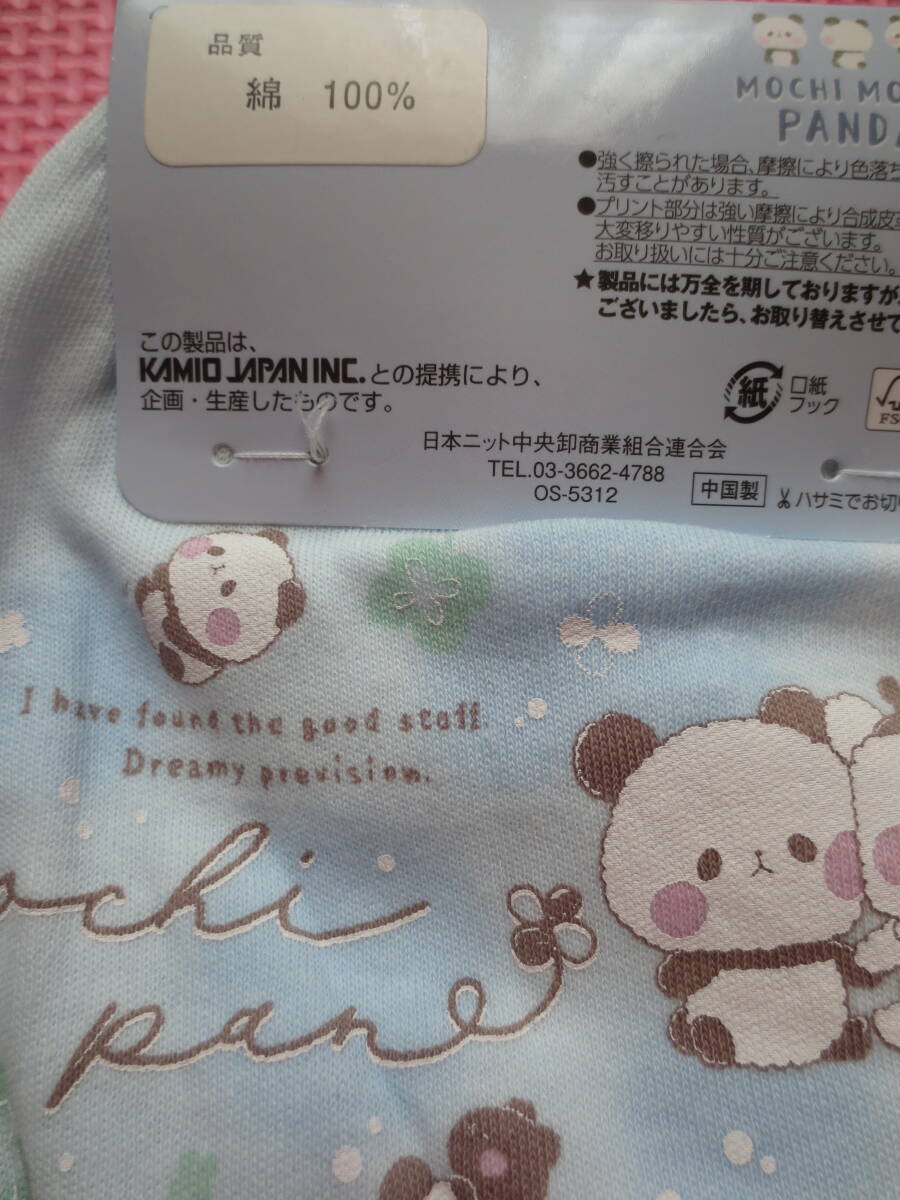 品質
綿 100%
MOCHI MO
PANDA
●強く擦られた場合、摩擦により色落ち
汚すことがあります。
●プリント部分は強い摩擦により合成皮革
大変移りやすい性質がございます。
お取り扱いには十分ご注意ください。
★製品には万全を期しておりますが
ございましたら、お取り替えさせて
この製品は、
KAMIO JAPAN INC.との提携により、
企画・生産したものです。
紙 口紙
フック
FS
日本ニット中央卸商業組合連合会
TEL.03-3662-4788
OS-5312
中国製
ハサミでお切り
I have found the good stuff.
Dreamy prevision.
ochi
pan